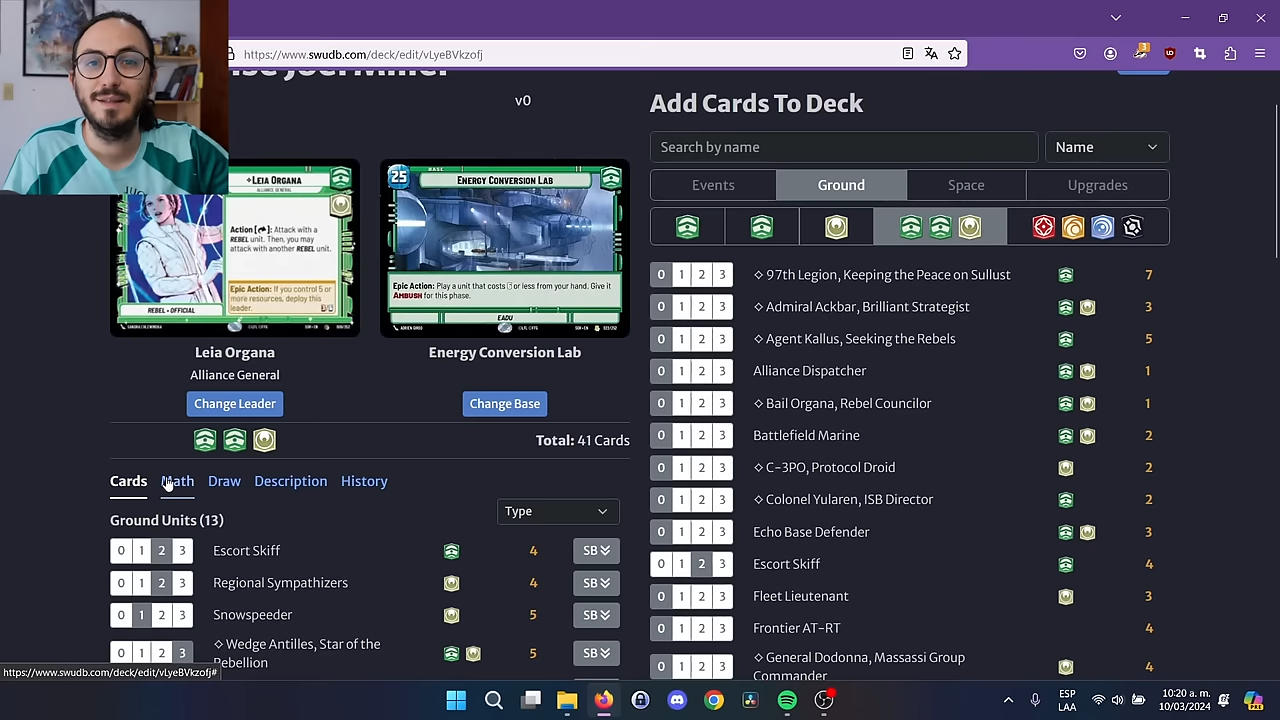 https://www.swudb.com/deck/edit/vLyeBVkzofj
v0
LEIA ORGANA
ALLIANCE GENERAL
Action [ ]: Attack with a
REBEL unit. Then, you may
attack with another REBEL unit.
Epic Action: If you control 5
or more resources, deploy this
leader.
REBEL • OFFICIAL
25
BASE
ENERGY CONVERSION LAB
Epic Action: Play a unit that costs 6 or less from your hand. Give it
AMBUSH for this phase.
EADU
Leia Organa
Energy Conversion Lab
Alliance General
Change Leader
Change Base
Total: 41 Cards
Cards
Math
Draw
Description
History
Ground Units (13)
Type
0 1 2 3 Escort Skiff 4 SB
0 1 2 3 Regional Sympathizers 4 SB
0 1 2 3 Snowspeeder 5 SB
0 1 2 3 Wedge Antilles, Star of the
Rebellion 5 SB
Add Cards To Deck
Search by name
Name
Events
Ground
Space
Upgrades
0 1 2 3 97th Legion, Keeping the Peace on Sullust 7
0 1 2 3 Admiral Ackbar, Brilliant Strategist 3
0 1 2 3 Agent Kallus, Seeking the Rebels 5
0 1 2 3 Alliance Dispatcher 1
0 1 2 3 Bail Organa, Rebel Councilor 1
0 1 2 3 Battlefield Marine 2
0 1 2 3 C-3PO, Protocol Droid 2
0 1 2 3 Colonel Yularen, ISB Director 2
0 1 2 3 Echo Base Defender 3
0 1 2 3 Escort Skiff 4
0 1 2 3 Fleet Lieutenant 3
0 1 2 3 Frontier AT-RT 4
0 1 2 3 General Dodonna, Massassi Group
Commander 4
https://www.swudb.com/deck/edit/vLyeBVkzofj#
ESP
LAA
10:20 a. m.
10/03/2024